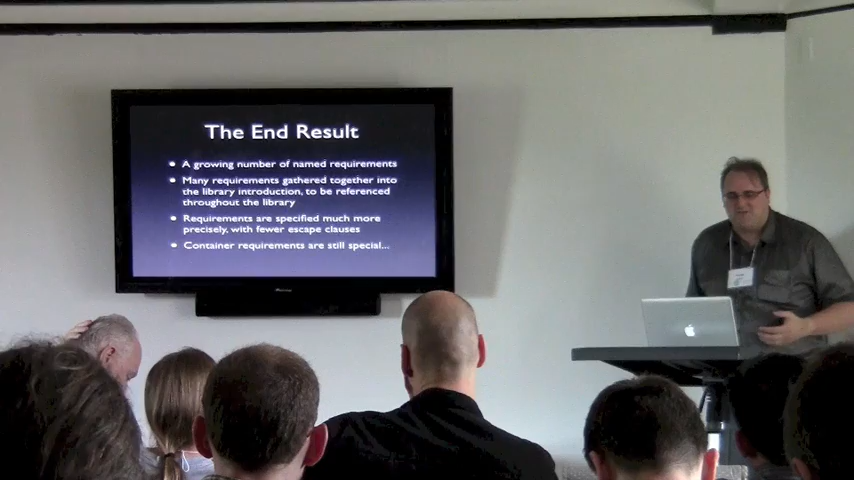 The End Result
• A growing number of named requirements
• Many requirements gathered together into
the library introduction, to be referenced
throughout the library
• Requirements are specified much more
precisely, with fewer escape clauses
• Container requirements are still special...